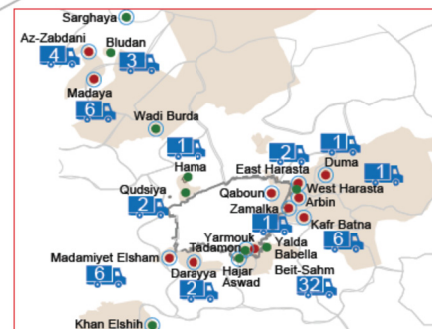 Sarghaya
Az-Zabdani
Bludan
4
3
Madaya
6
Wadi Burda
1
2
1
Hama
East Harasta
Duma
1
Qudsiya
2
Qaboun
West Harasta
Arbin
Zamalka
1
Kafr Batna
6
Yarmouk
Tadamon
Yalda
Babella
Madamiyet Elsham
6
Darayya
2
Hajar
Aswad
Beit-Sahm
32
Khan Elshih